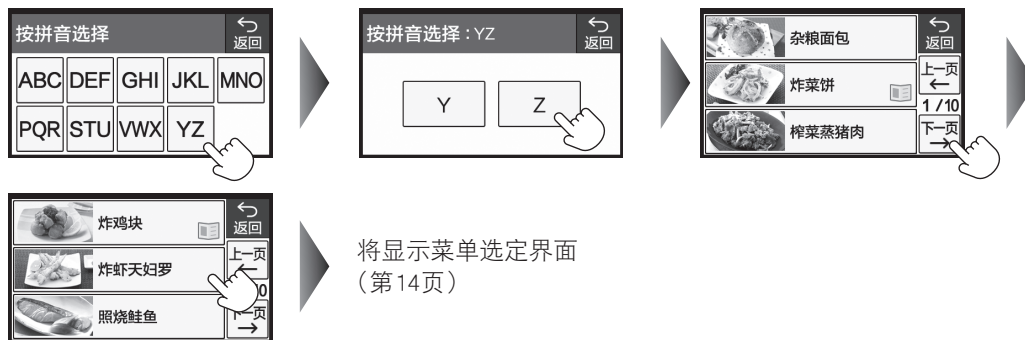 按拼音选择
返回
ABC DEF GHI JKL MNO
PQR STU VWX YZ
按拼音选择:YZ
返回
Y Z
杂粮面包
炸菜饼
榨菜蒸猪肉
返回
上一页
←
1 /10
下一页
→
炸鸡块
炸虾天妇罗
照烧鲑鱼
返回
上一页
←
0
下一页
→
将显示菜单选定界面
(第14页)